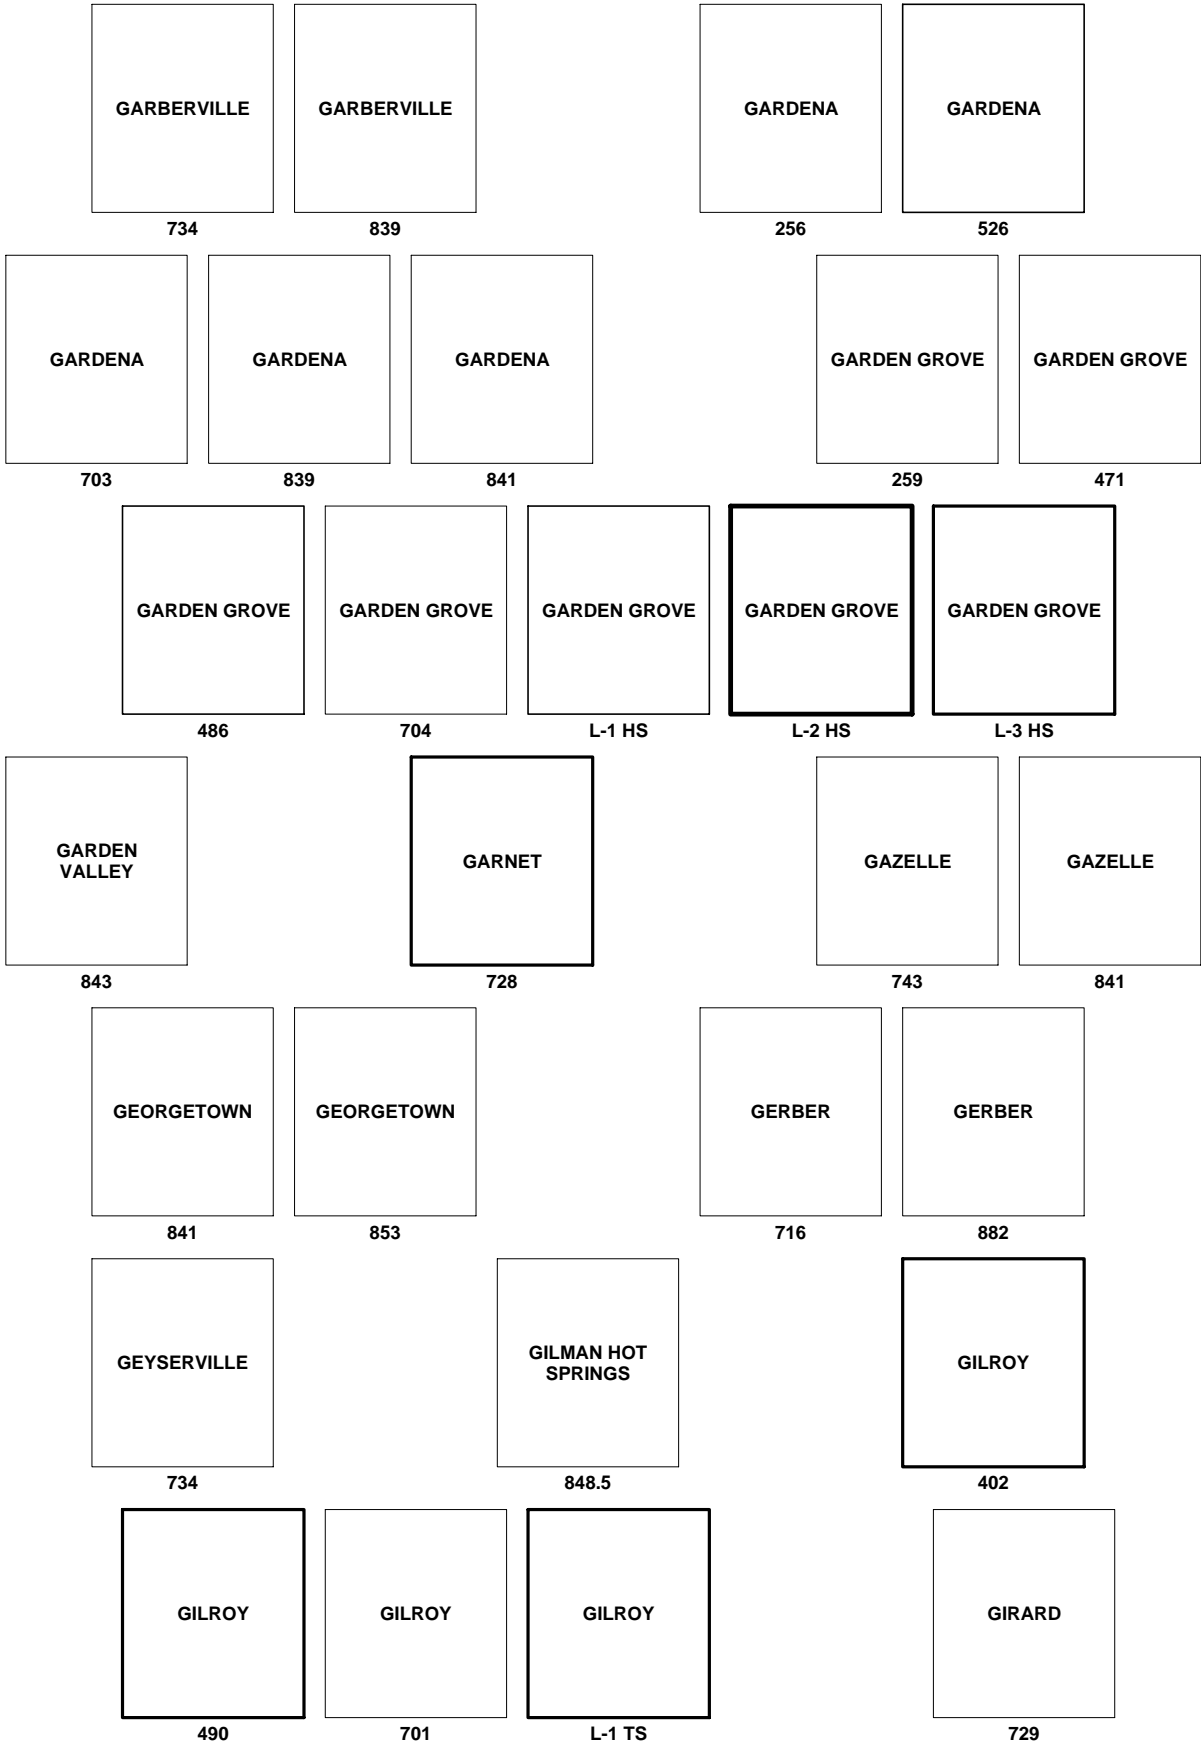 GARBERVILLE GARBERVILLE GARDENA GARDENA
734 839 256 526
GARDENA GARDENA GARDENA GARDEN GROVE GARDEN GROVE
703 839 841 259 471
GARDEN GROVE GARDEN GROVE GARDEN GROVE GARDEN GROVE GARDEN GROVE
486 704 L-1 HS L-2 HS L-3 HS
GARDEN
VALLEY
GARNET GAZELLE GAZELLE
843 728 743 841
GEORGETOWN GEORGETOWN GERBER GERBER
841 853 716 882
GEYSERVILLE
GILMAN HOT
SPRINGS
GILROY
734 848.5 402
GILROY GILROY GILROY GIRARD
490 701 L-1 TS 729